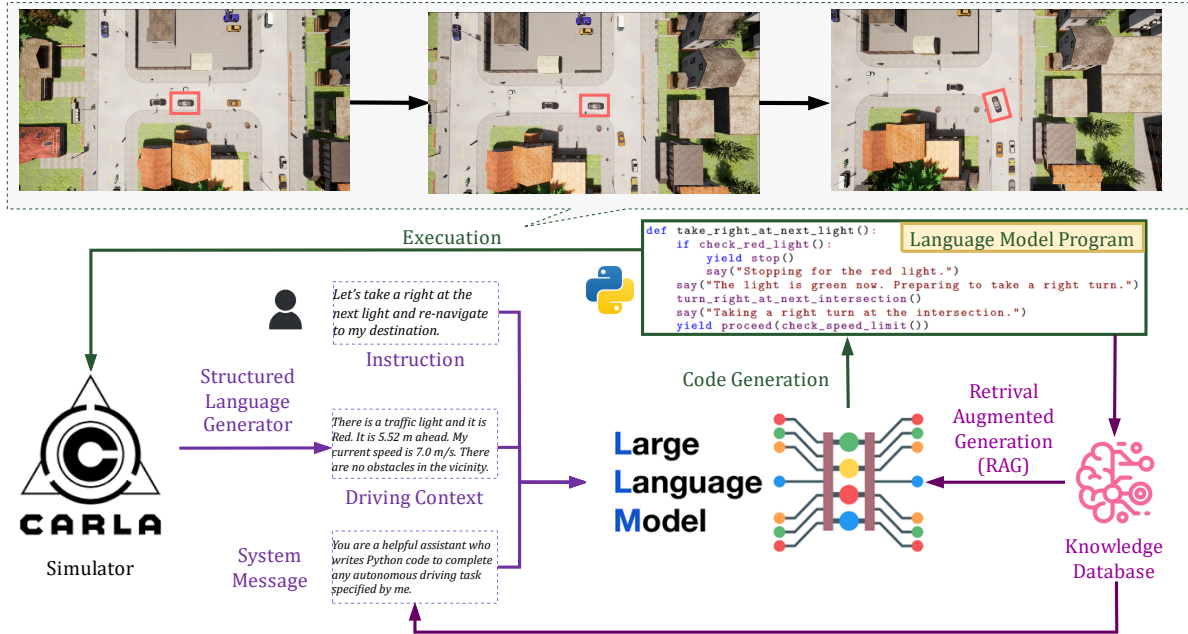 Execuation
def take_right_at_next_light():
if check_red_light():
yield stop()
say("Stopping for the red light.")
say("The light is green now. Preparing to take a right turn.")
turn_right_at_next_intersection()
say("Taking a right turn at the intersection.")
yield proceed(check_speed_limit())
Language Model Program
Let's take a right at the
next light and re-navigate
to my destination.
Instruction
Structured
Language
Generator
There is a traffic light and it is
Red. It is 5.52 m ahead. My
current speed is 7.0 m/s. There
are no obstacles in the vicinity.
Driving Context
System
Message
You are a helpful assistant who
writes Python code to complete
any autonomous driving task
specified by me.
C
CARLA
Simulator
Code Generation
Large
Language
Model
Retrival
Augmented
Generation
(RAG)
Knowledge
Database